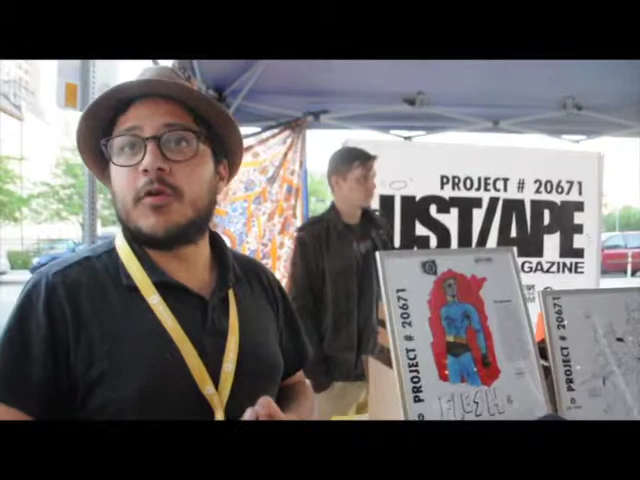 PROJECT # 20671
UST/APE
GAZINE
PROJECT # 20671
FLESH
PROJECT # 20671